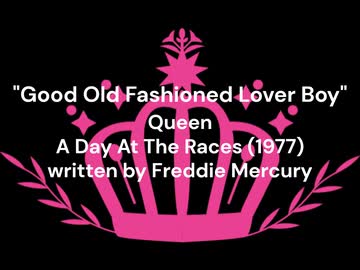 "Good Old Fashioned Lover Boy"
Queen
A Day At The Races (1977)
written by Freddie Mercury